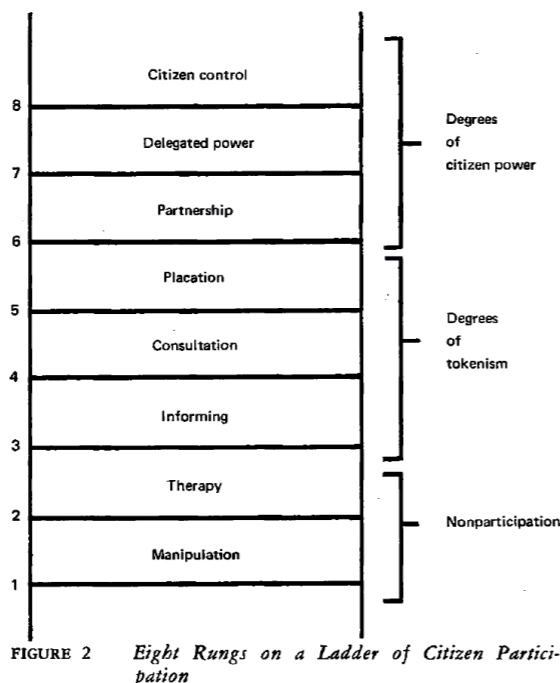 Citizen control
8
Delegated power
7
Partnership
6
Placation
5
Consultation
4
Informing
3
Therapy
2
Manipulation
1
Degrees
of
citizen power
Degrees
of
tokenism
Nonparticipation
FIGURE 2 Eight Rungs on a Ladder of Citizen Partici-
pation